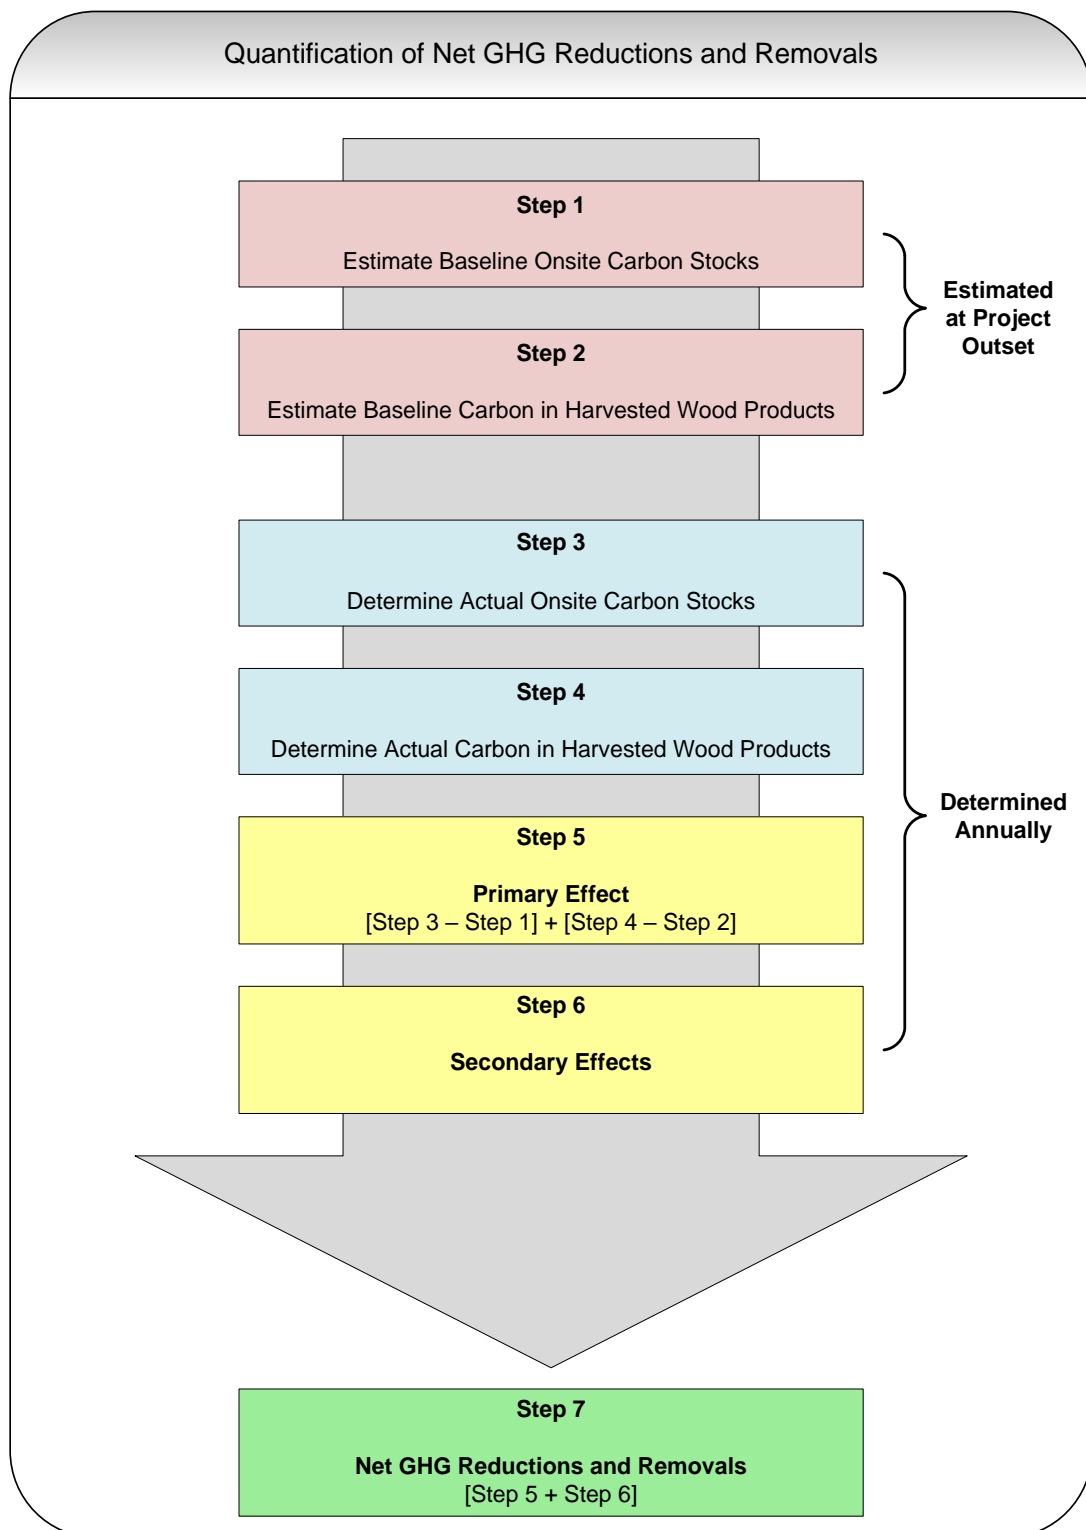 Quantification of Net GHG Reductions and Removals
Step 1
Estimate Baseline Onsite Carbon Stocks
Step 2
Estimate Baseline Carbon in Harvested Wood Products
Estimated
at Project
Outset
Step 3
Determine Actual Onsite Carbon Stocks
Step 4
Determine Actual Carbon in Harvested Wood Products
Step 5
Primary Effect
[Step 3 – Step 1] + [Step 4 – Step 2]
Step 6
Secondary Effects
Determined
Annually
Step 7
Net GHG Reductions and Removals
[Step 5 + Step 6]